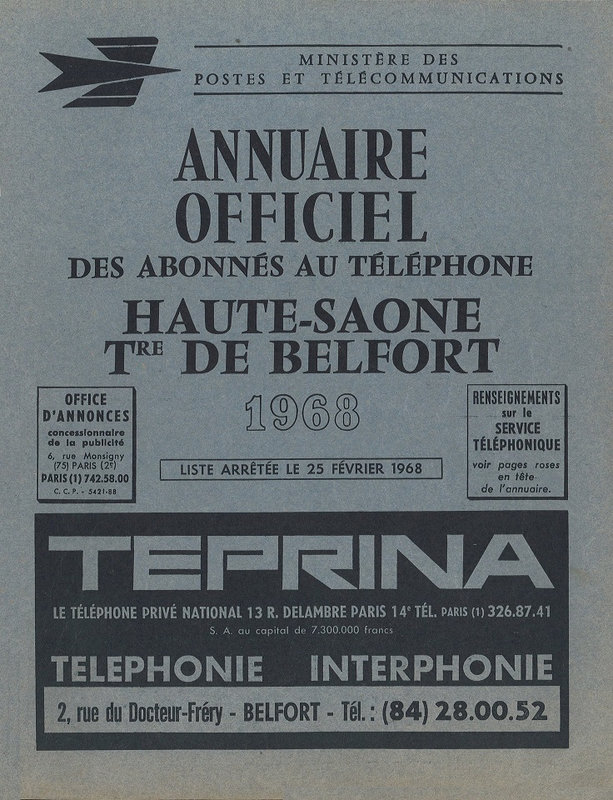 MINISTÈRE DES
POSTES ET TÉLÉCOMMUNICATIONS
ANNUAIRE
OFFICIEL
DES ABONNÉS AU TÉLÉPHONE
HAUTE-SAONE
TRE DE BELFORT
1968
LISTE ARRÊTÉE LE 25 FÉVRIER 1968
OFFICE
D'ANNONCES
concessionnaire
de la publicité
6, rue Monsigny
(75) PARIS (2e)
PARIS (1) 742.58.00
C. C. P. - 5421-88
RENSEIGNEMENTS
sur le
SERVICE
TÉLÉPHONIQUE
voir pages roses
en tête
de l'annuaire.
TEPRINA
LE TÉLÉPHONE PRIVÉ NATIONAL 13 R. DELAMBRE PARIS 14e TÉL. PARIS (1) 326.87.41
S. A. au capital de 7.300.000 francs
TELEPHONIE INTERPHONIE
2, rue du Docteur-Fréry - BELFORT - Tél. : (84) 28.00.52